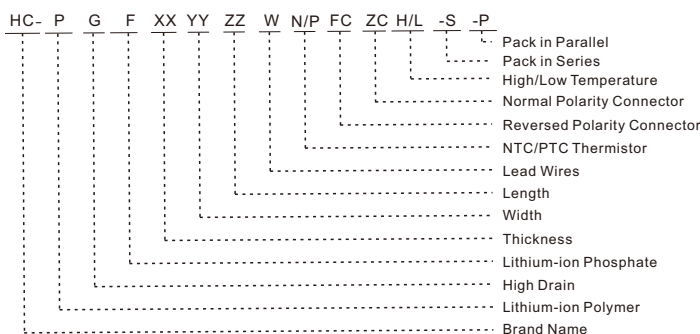 HC- P G F XX YY ZZ W N/P FC ZC H/L -S -P
Pack in Parallel
Pack in Series
High/Low Temperature
Normal Polarity Connector
Reversed Polarity Connector
NTC/PTC Thermistor
Lead Wires
Length
Width
Thickness
Lithium-ion Phosphate
High Drain
Lithium-ion Polymer
Brand Name